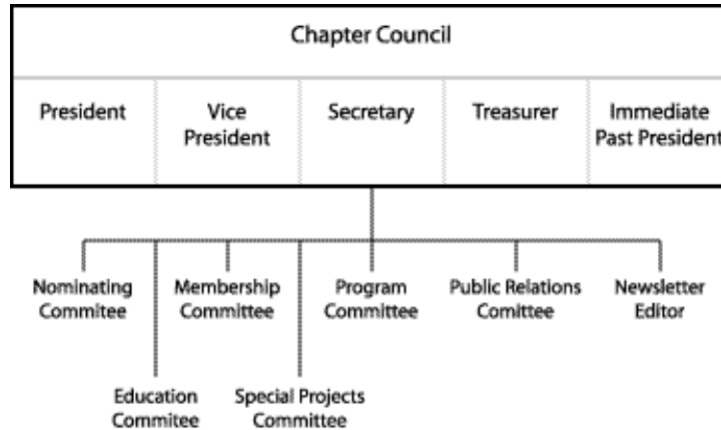 Chapter Council
President
Vice
President
Secretary
Treasurer
Immediate
Past President
Nominating
Commitee
Membership
Committee
Program
Committee
Public Relations
Comittee
Newsletter
Editor
Education
Commitee
Special Projects
Committee